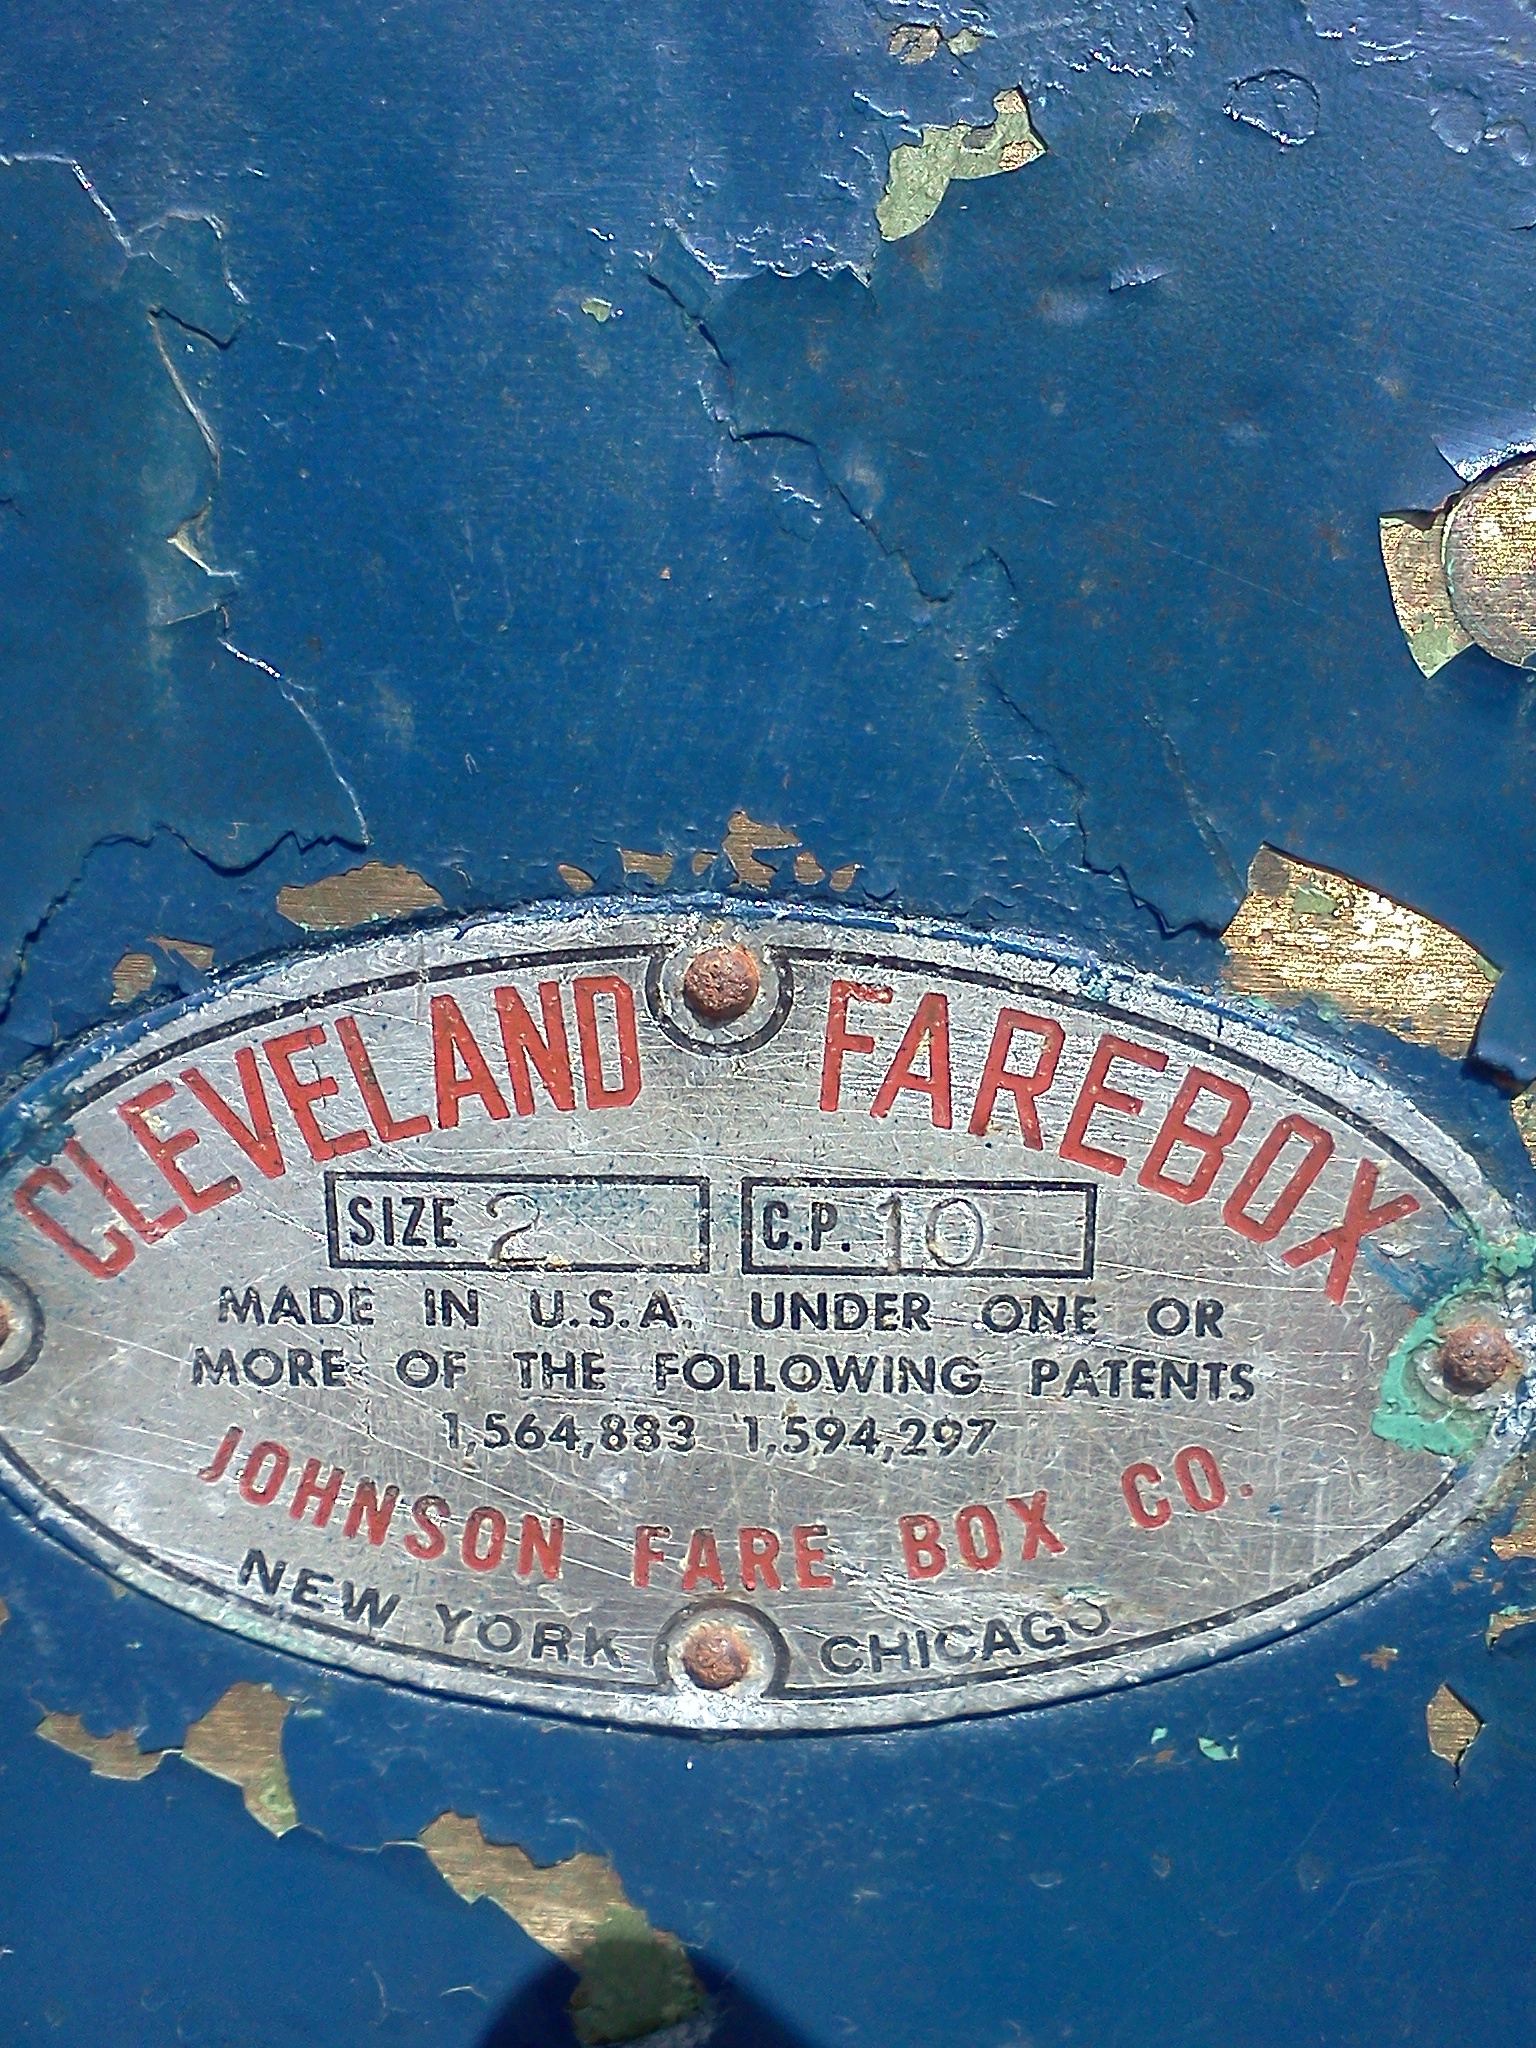 CLEVELAND FAREBOX
SIZE 2 C.P. 10
MADE IN U.S.A. UNDER ONE OR
MORE OF THE FOLLOWING PATENTS
1,564,883 1,594,297
JOHNSON FARE BOX CO.
NEW YORK CHICAGO